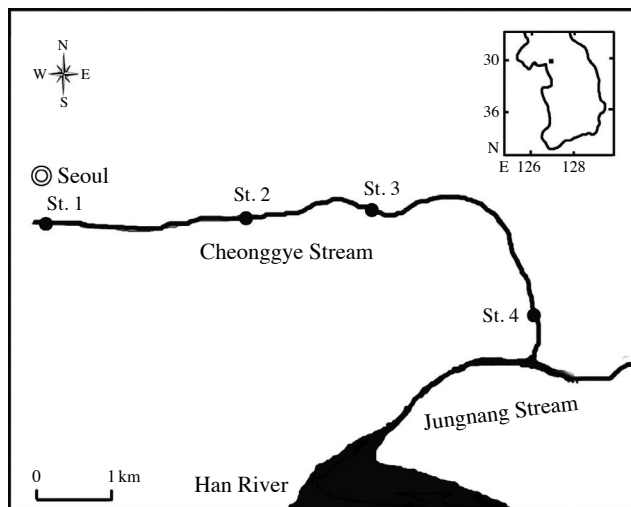 N
W E
S
30
36
N
E 126 128
Seoul
St. 1
St. 2
St. 3
Cheonggye Stream
St. 4
Jungnang Stream
Han River
0 1 km